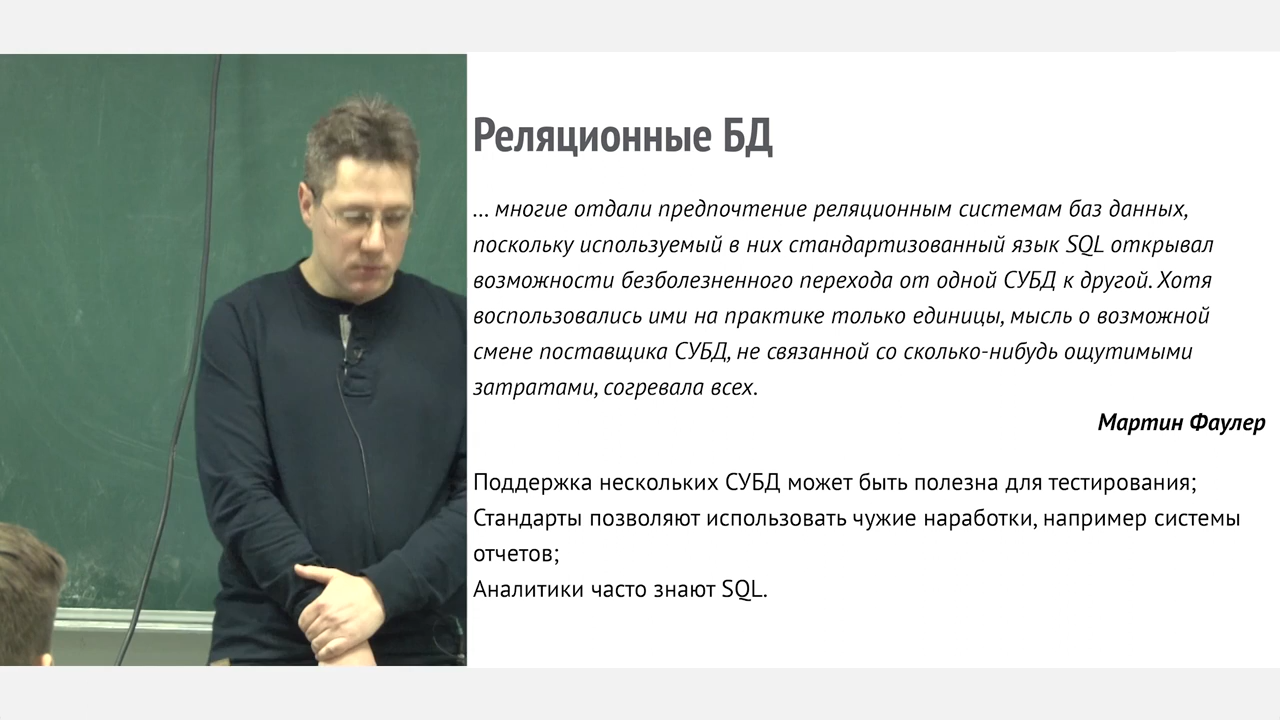 Реляционные БД
... многие отдали предпочтение реляционным системам баз данных,
поскольку используемый в них стандартизованный язык SQL открывал
возможности безболезненного перехода от одной СУБД к другой. Хотя
воспользовались ими на практике только единицы, мысль о возможной
смене поставщика СУБД, не связанной со сколько-нибудь ощутимыми
затратами, согревала всех.
Мартин Фаулер
Поддержка нескольких СУБД может быть полезна для тестирования;
Стандарты позволяют использовать чужие наработки, например системы
отчетов;
Аналитики часто знают SQL.